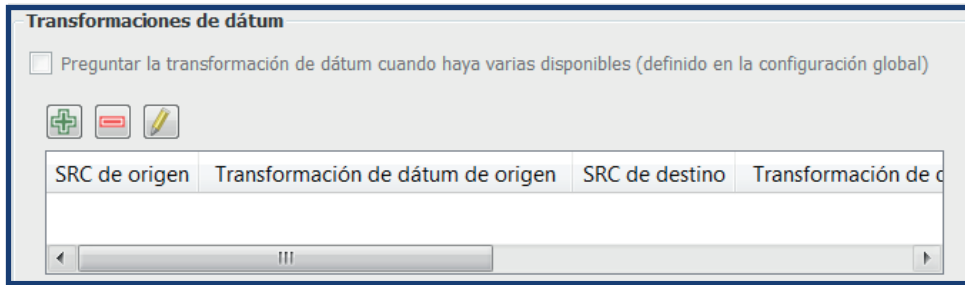 Transformaciones de dátum
Preguntar la transformación de dátum cuando haya varias disponibles (definido en la configuración global)
SRC de origen Transformación de dátum de origen SRC de destino Transformación de